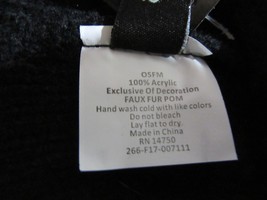 OSFM
100% Acrylic
Exclusive Of Decoration
FAUX FUR POM
Hand wash cold with like colors
Do not bleach
Lay flat to dry
Made in China
RN 14750
266-F17-007111